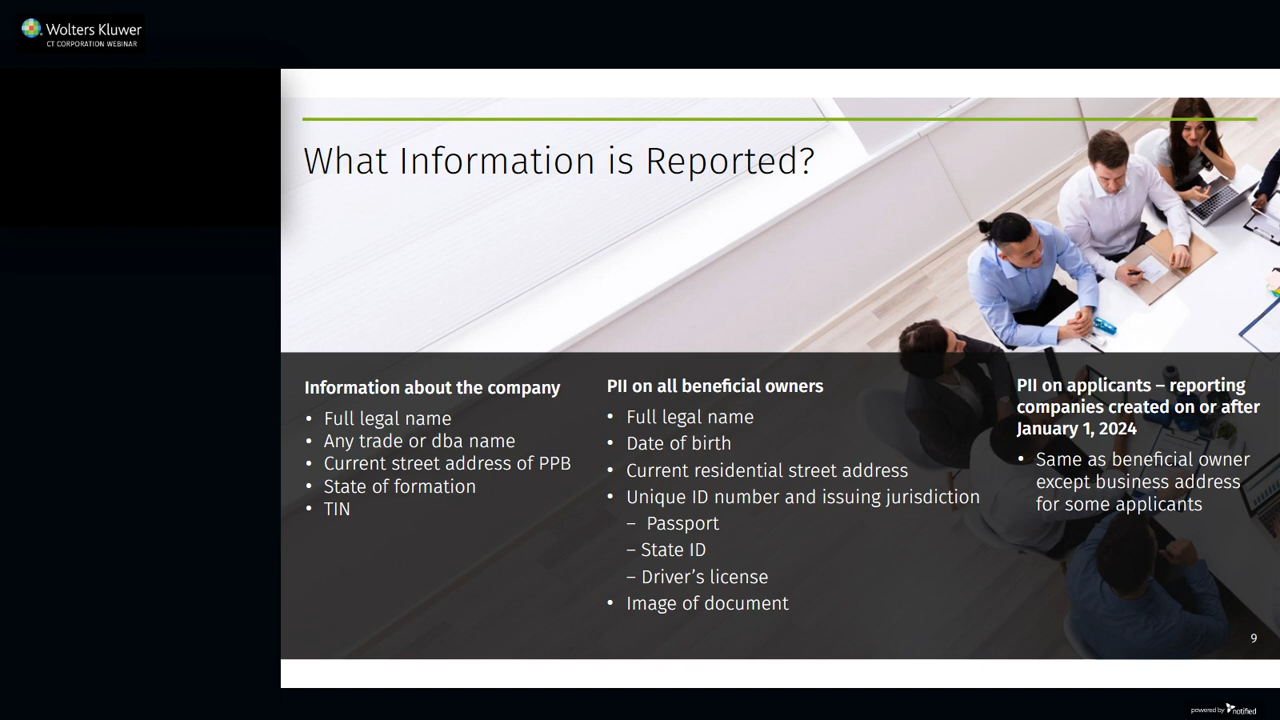 Wolters Kluwer
CT CORPORATION WEBINAR
What Information is Reported?
Information about the company
• Full legal name
• Any trade or dba name
• Current street address of PPB
• State of formation
• TIN
PII on all beneficial owners
• Full legal name
• Date of birth
• Current residential street address
• Unique ID number and issuing jurisdiction
– Passport
– State ID
– Driver’s license
• Image of document
PII on applicants – reporting
companies created on or after
January 1, 2024
• Same as beneficial owner
except business address
for some applicants
9
powered by notified